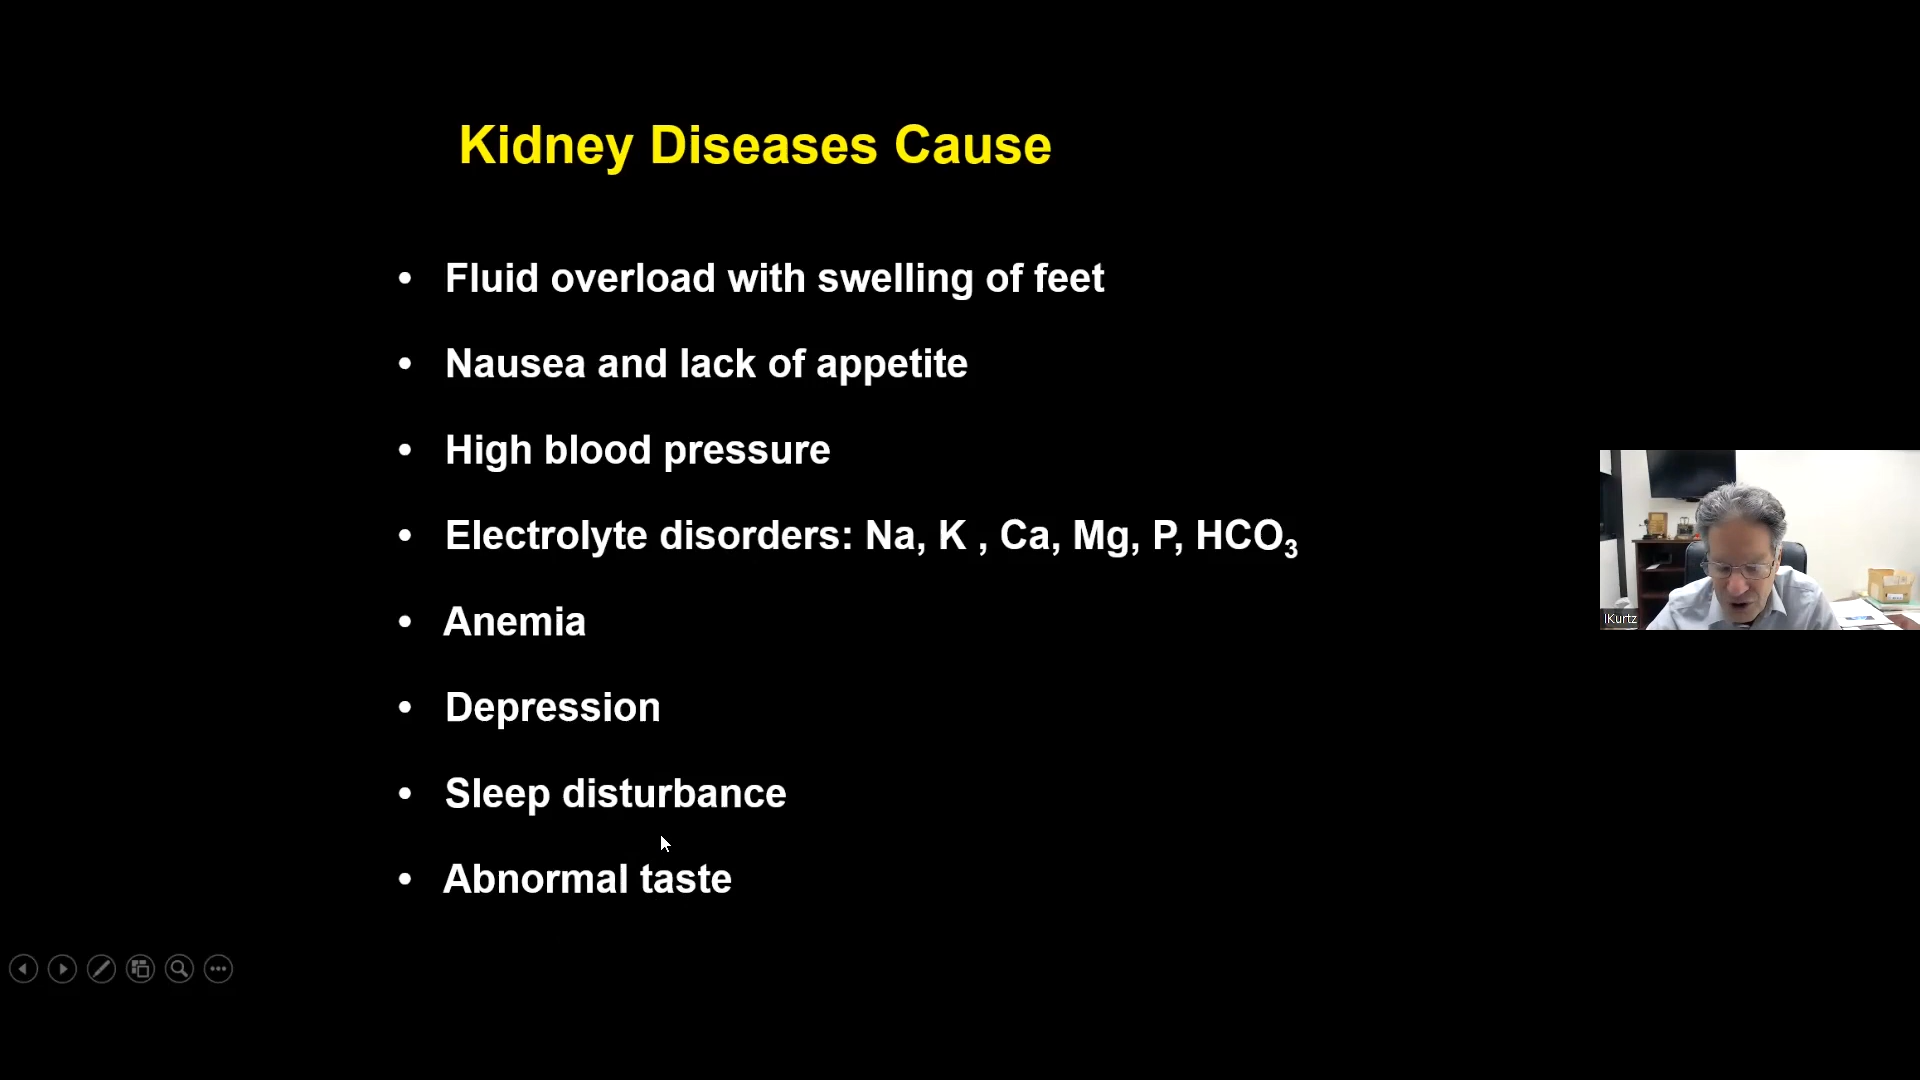 Kidney Diseases Cause
• Fluid overload with swelling of feet
• Nausea and lack of appetite
• High blood pressure
• Electrolyte disorders: Na, K , Ca, Mg, P, HCO₃
• Anemia
• Depression
• Sleep disturbance
• Abnormal taste
IKurtz